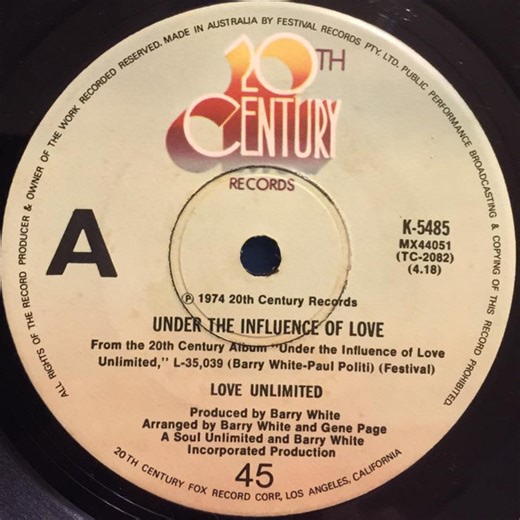 ALL RIGHTS OF THE RECORD PRODUCER & OWNER OF THE WORK RECORDED RESERVED. MADE IN AUSTRALIA BY FESTIVAL RECORDS PTY. LTD. PUBLIC PERFORMANCE BROADCASTING & COPYING OF THIS RECORD PROHIBITED.
20TH
CENTURY
RECORDS
A
K-5485
MX44051
(TC-2082)
(4.18)
℗ 1974 20th Century Records
UNDER THE INFLUENCE OF LOVE
From the 20th Century Album "Under the Influence of Love
Unlimited," L-35,039 (Barry White-Paul Politi) (Festival)
LOVE UNLIMITED
Produced by Barry White
Arranged by Barry White and Gene Page
A Soul Unlimited and Barry White
Incorporated Production
45
20TH CENTURY FOX RECORD CORP, LOS ANGELES, CALIFORNIA